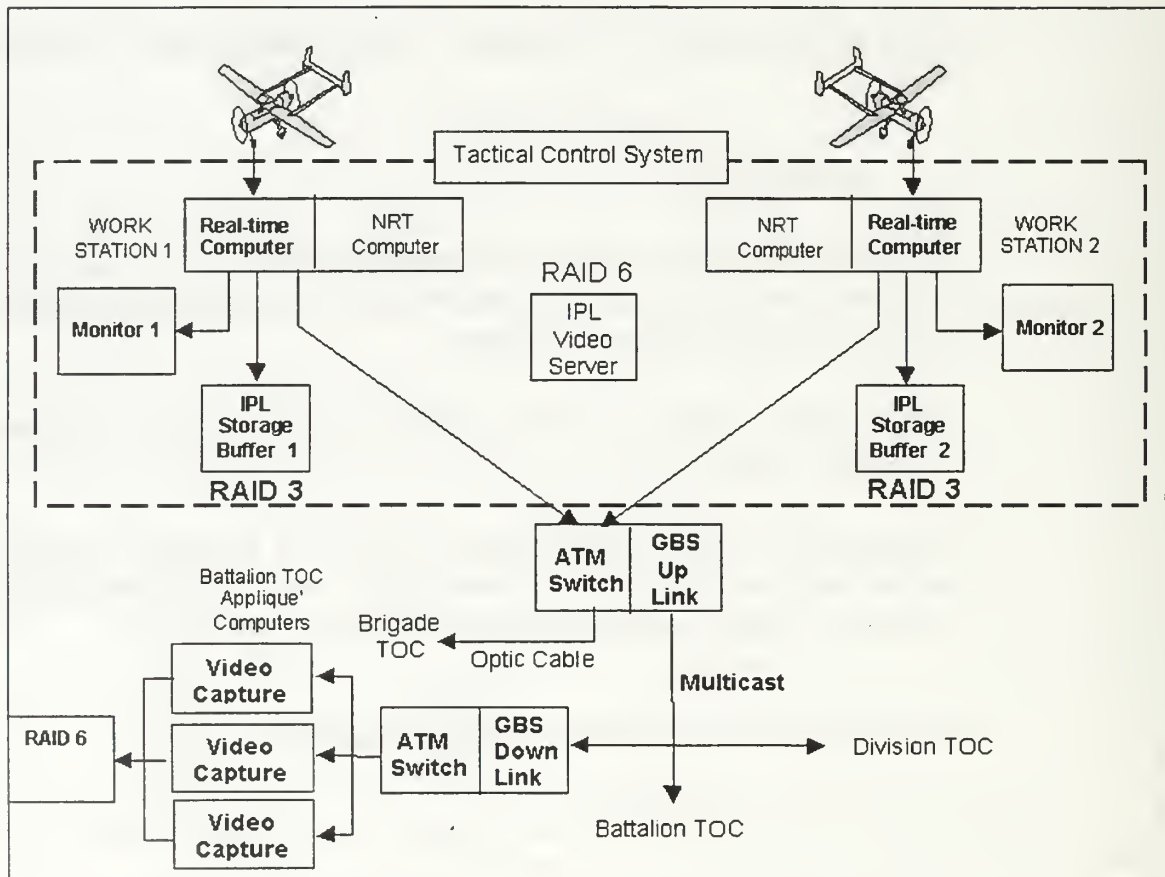 Tactical Control System
WORK
STATION 1
Real-time
Computer
NRT
Computer
NRT
Computer
Real-time
Computer
WORK
STATION 2
RAID 6
IPL
Video
Server
Monitor 1
Monitor 2
IPL
Storage
Buffer 1
RAID 3
IPL
Storage
Buffer 2
RAID 3
ATM
Switch
GBS
Up
Link
Battalion TOC
Applique'
Computers
Brigade
TOC
Optic Cable
Multicast
Video
Capture
Video
Capture
Video
Capture
RAID 6
ATM
Switch
GBS
Down
Link
Division TOC
Battalion TOC